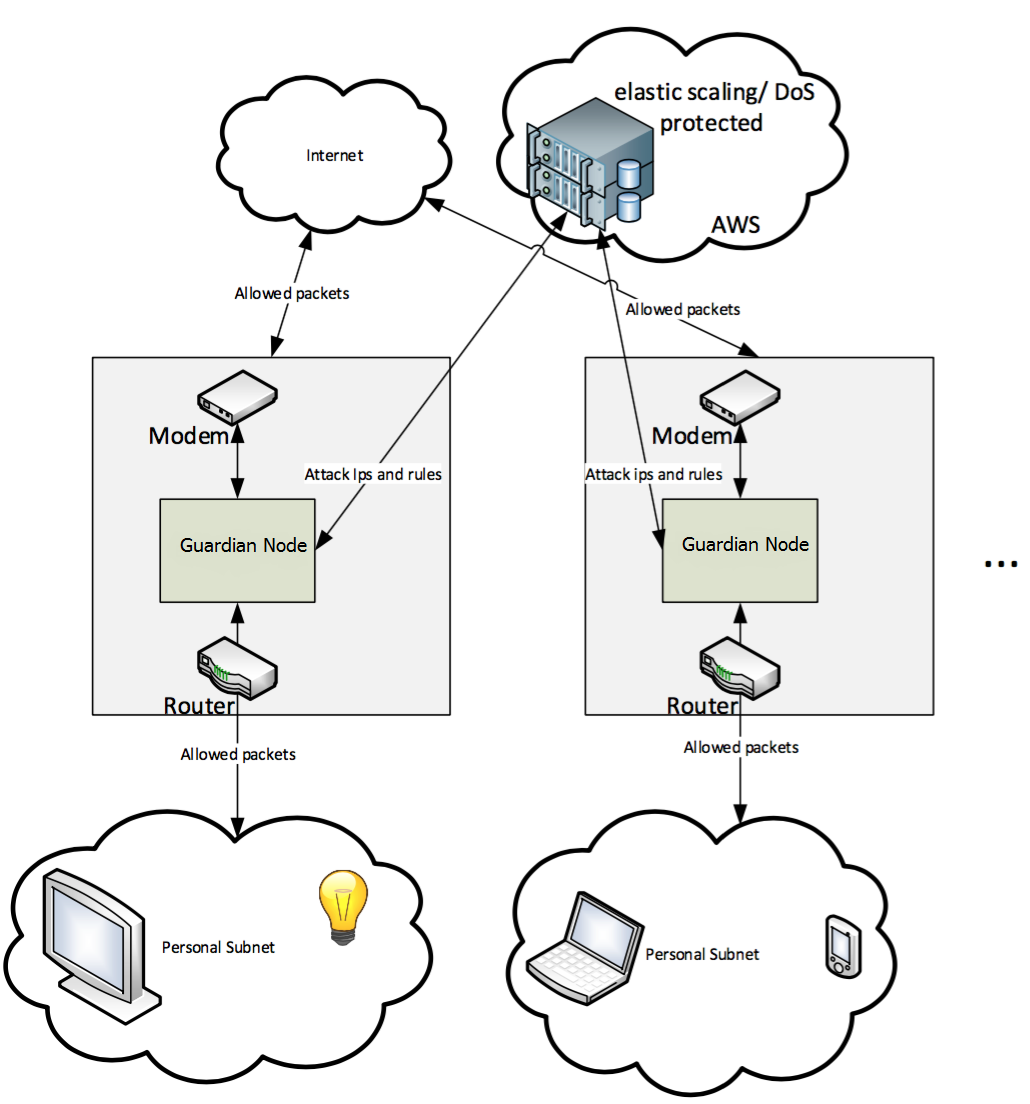 elastic scaling/ DoS
protected
Internet
AWS
Allowed packets
Allowed packets
Modem
Modem
Attack Ips and rules
Attack ips and rules
Guardian Node
Guardian Node
...
Router
Router
Allowed packets
Allowed packets
Personal Subnet
Personal Subnet